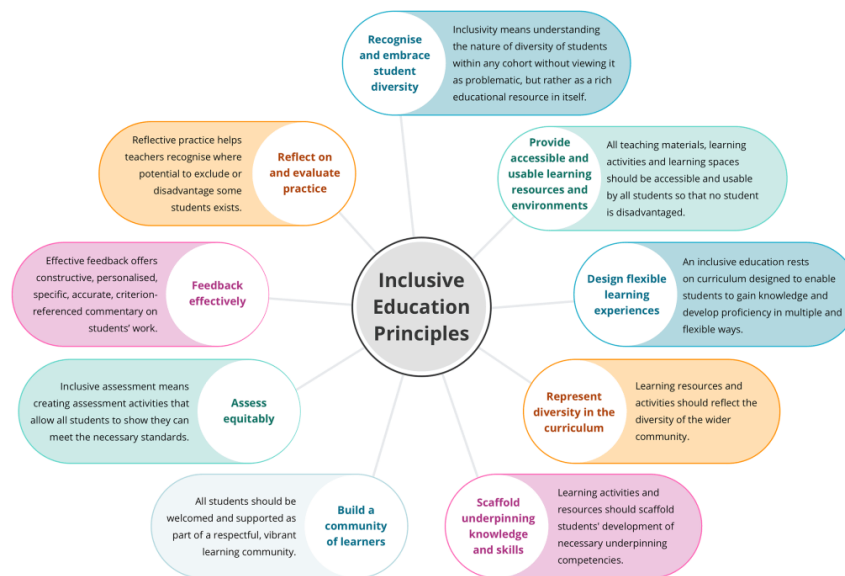 Inclusive
Education
Principles
Recognise
and embrace
student
diversity
Inclusivity means understanding
the nature of diversity of students
within any cohort without viewing it
as problematic, but rather as a rich
educational resource in itself.
Provide
accessible and
usable learning
resources and
environments
All teaching materials, learning
activities and learning spaces
should be accessible and usable
by all students so that no student
is disadvantaged.
Design flexible
learning
experiences
An inclusive education rests
on curriculum designed to enable
students to gain knowledge and
develop proficiency in multiple and
flexible ways.
Represent
diversity in the
curriculum
Learning resources and
activities should reflect the
diversity of the wider
community.
Scaffold
underpinning
knowledge
and skills
Learning activities and
resources should scaffold
students' development of
necessary underpinning
competencies.
Build a
community
of learners
All students should be
welcomed and supported as
part of a respectful, vibrant
learning community.
Assess
equitably
Inclusive assessment means
creating assessment activities that
allow all students to show they can
meet the necessary standards.
Feedback
effectively
Effective feedback offers
constructive, personalised,
specific, accurate, criterion-
referenced commentary on
students' work.
Reflect on
and evaluate
practice
Reflective practice helps
teachers recognise where
potential to exclude or
disadvantage some
students exists.